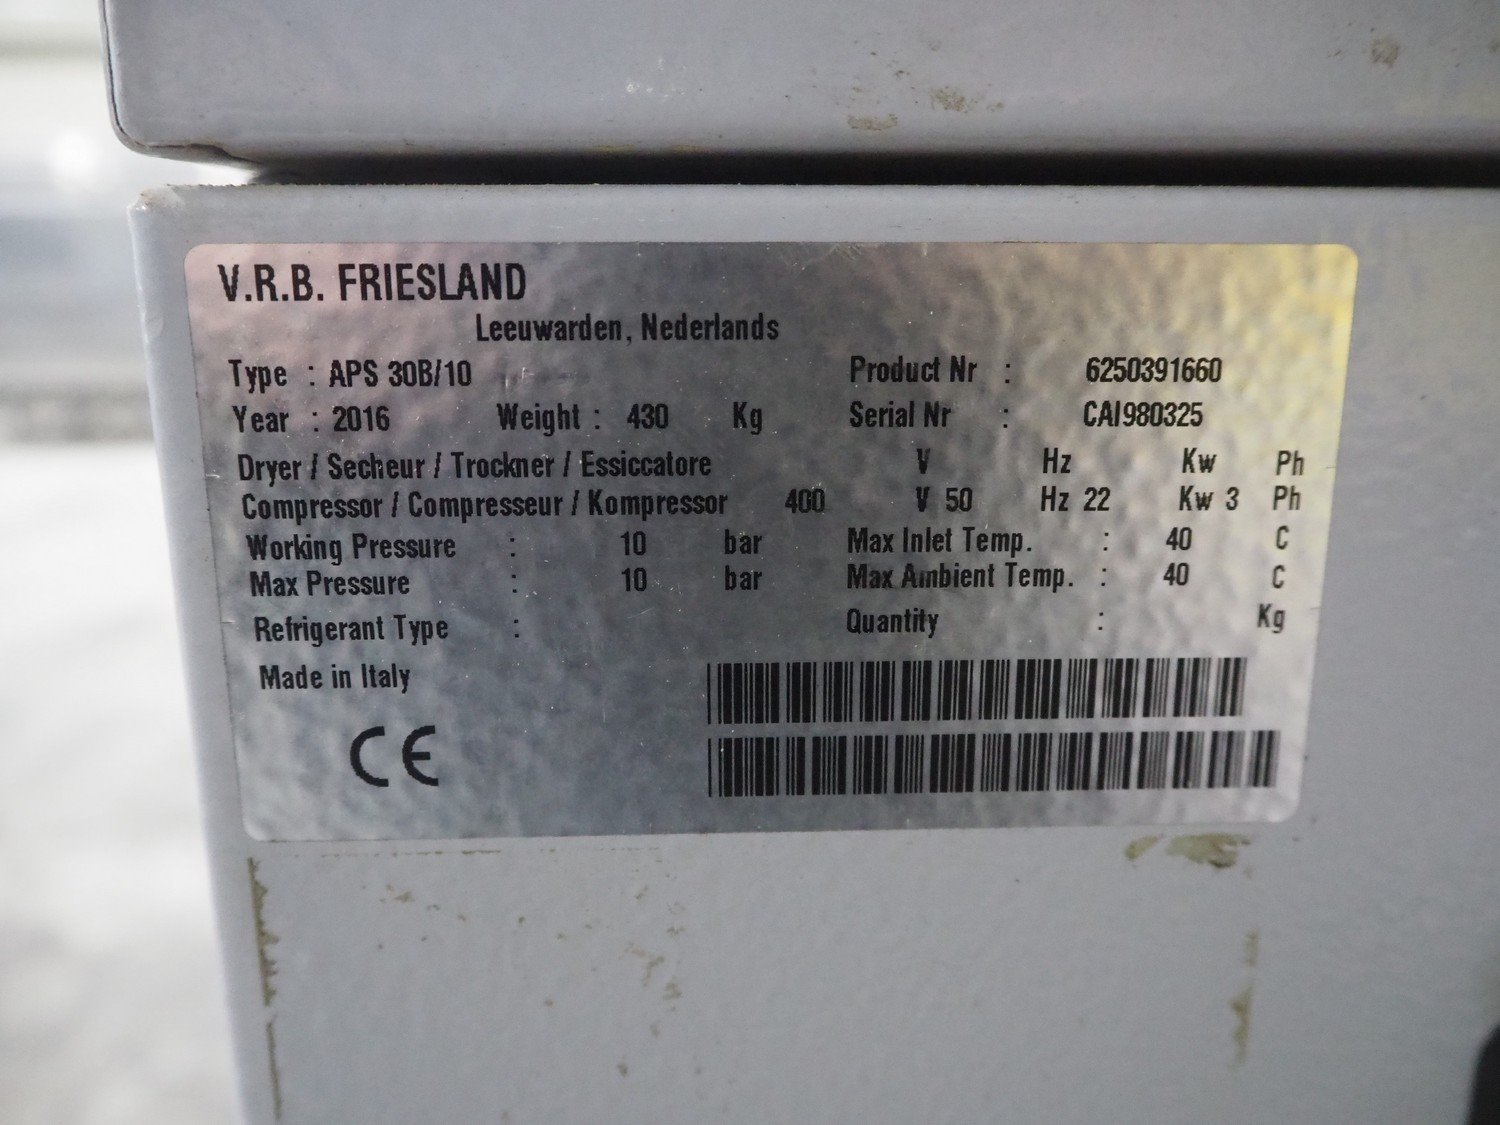 V.R.B. FRIESLAND
Leeuwarden, Nederlands
Type : APS 30B/10 Product Nr : 6250391660
Year : 2016 Weight : 430 Kg Serial Nr : CAI980325
Dryer / Secheur / Trockner / Essiccatore V Hz Kw Ph
Compressor / Compresseur / Kompressor 400 V 50 Hz 22 Kw 3 Ph
Working Pressure : 10 bar Max Inlet Temp. : 40 C
Max Pressure : 10 bar Max Ambient Temp. : 40 C
Refrigerant Type : Quantity : Kg
Made in Italy
CE